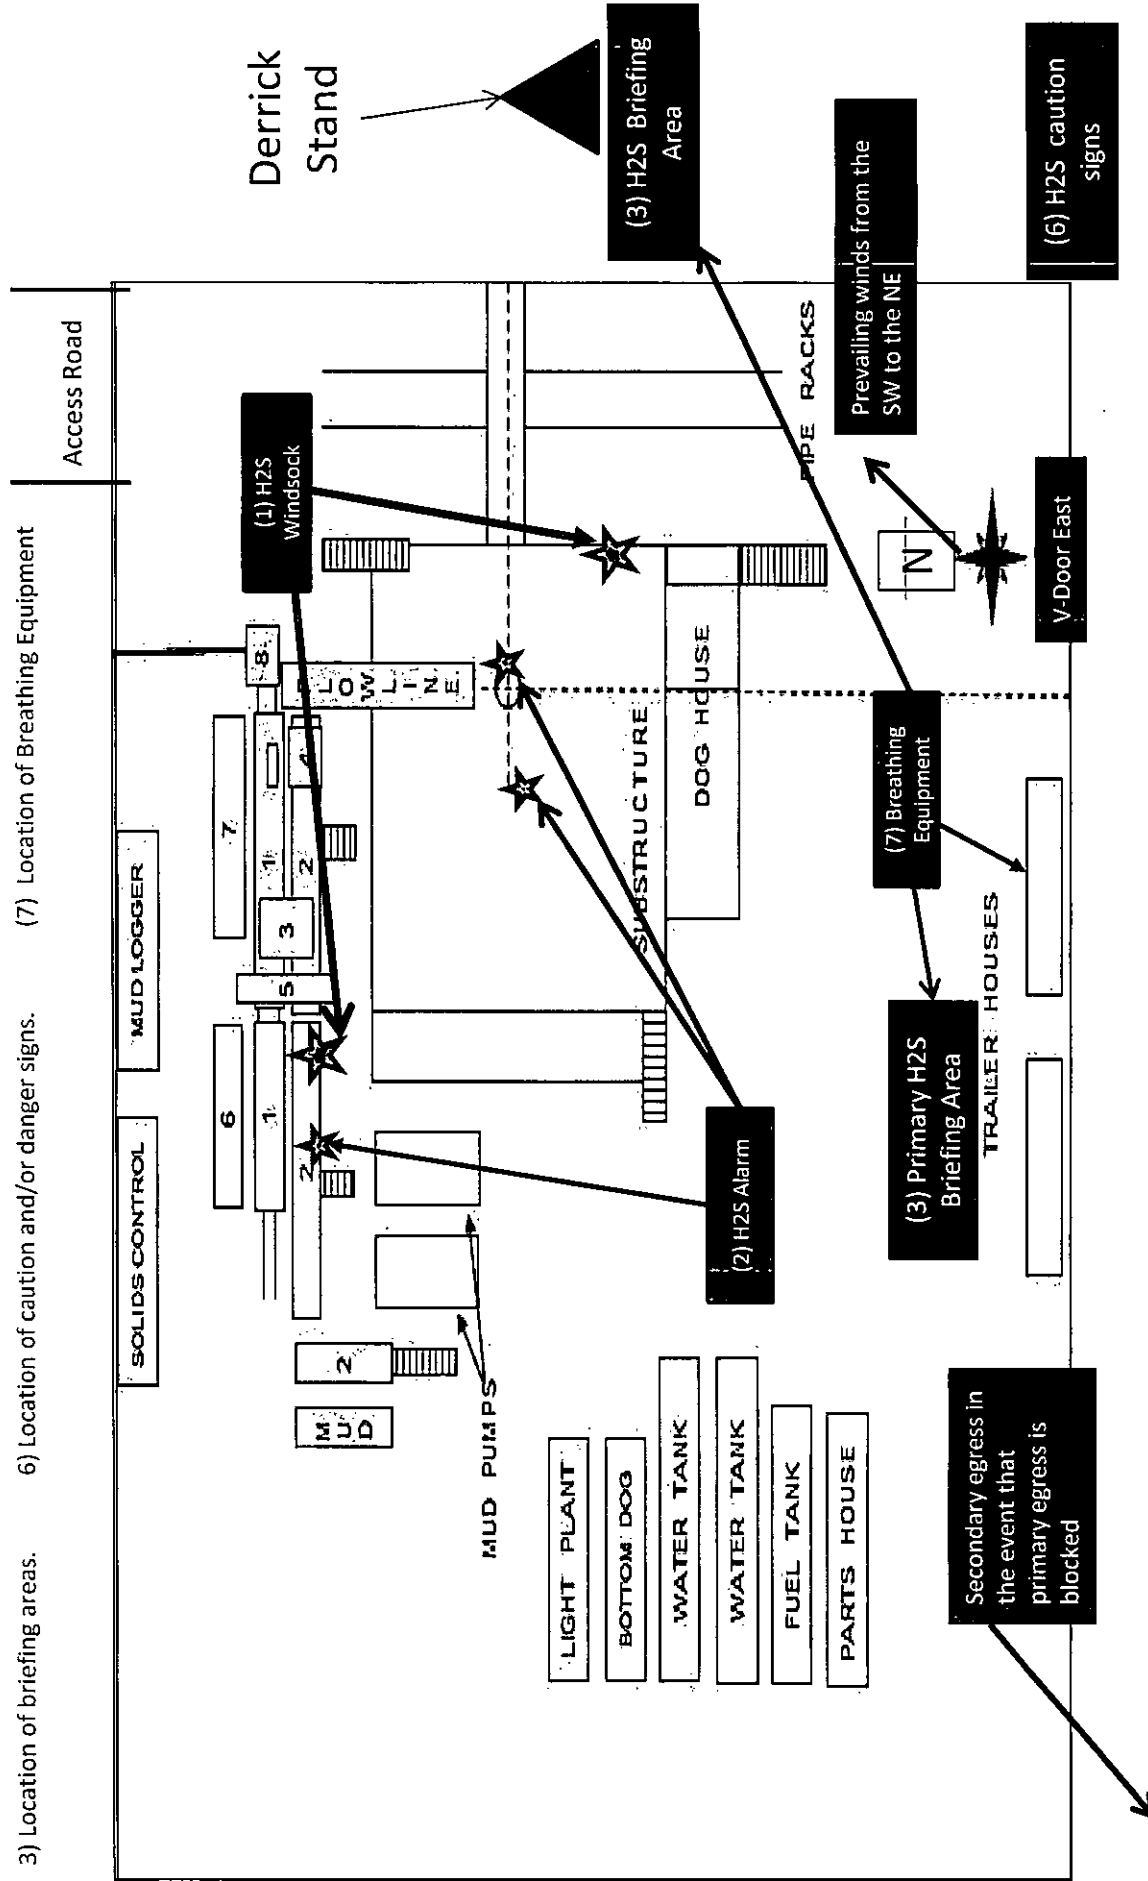 3) Location of briefing areas.
6) Location of caution and/or danger signs.
(7) Location of Breathing Equipment
Access Road
Derrick
Stand
SOLIDS CONTROL
MUD LOGGER
(1) H2S
Windsock
6
7
1
5
3
1
8
2
2
4
2
MUD
FLOWLINE
MUD PUMPS
(3) H2S Briefing
Area
LIGHT PLANT
BOTTOM DOG
WATER TANK
WATER TANK
FUEL TANK
PARTS HOUSE
SUBSTRUCTURE
DOG HOUSE
(2) H2S Alarm
PIPE RACKS
Prevailing winds from the
SW to the NE
N
(7) Breathing
Equipment
(3) Primary H2S
Briefing Area
TRAILER HOUSES
V-Door East
(6) H2S caution
signs
Secondary egress in
the event that
primary egress is
blocked